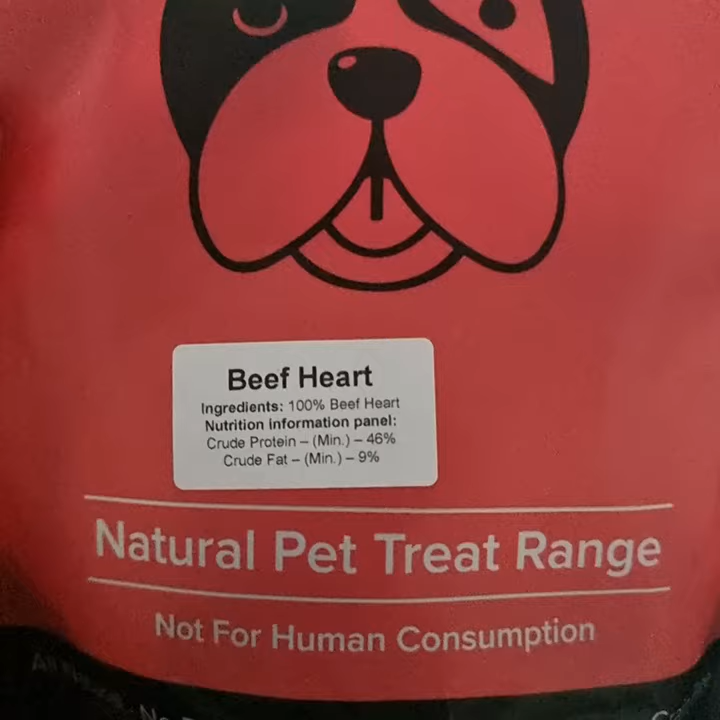 Beef Heart
Ingredients: 100% Beef Heart
Nutrition information panel:
Crude Protein – (Min.) – 46%
Crude Fat – (Min.) – 9%
Natural Pet Treat Range
Not For Human Consumption